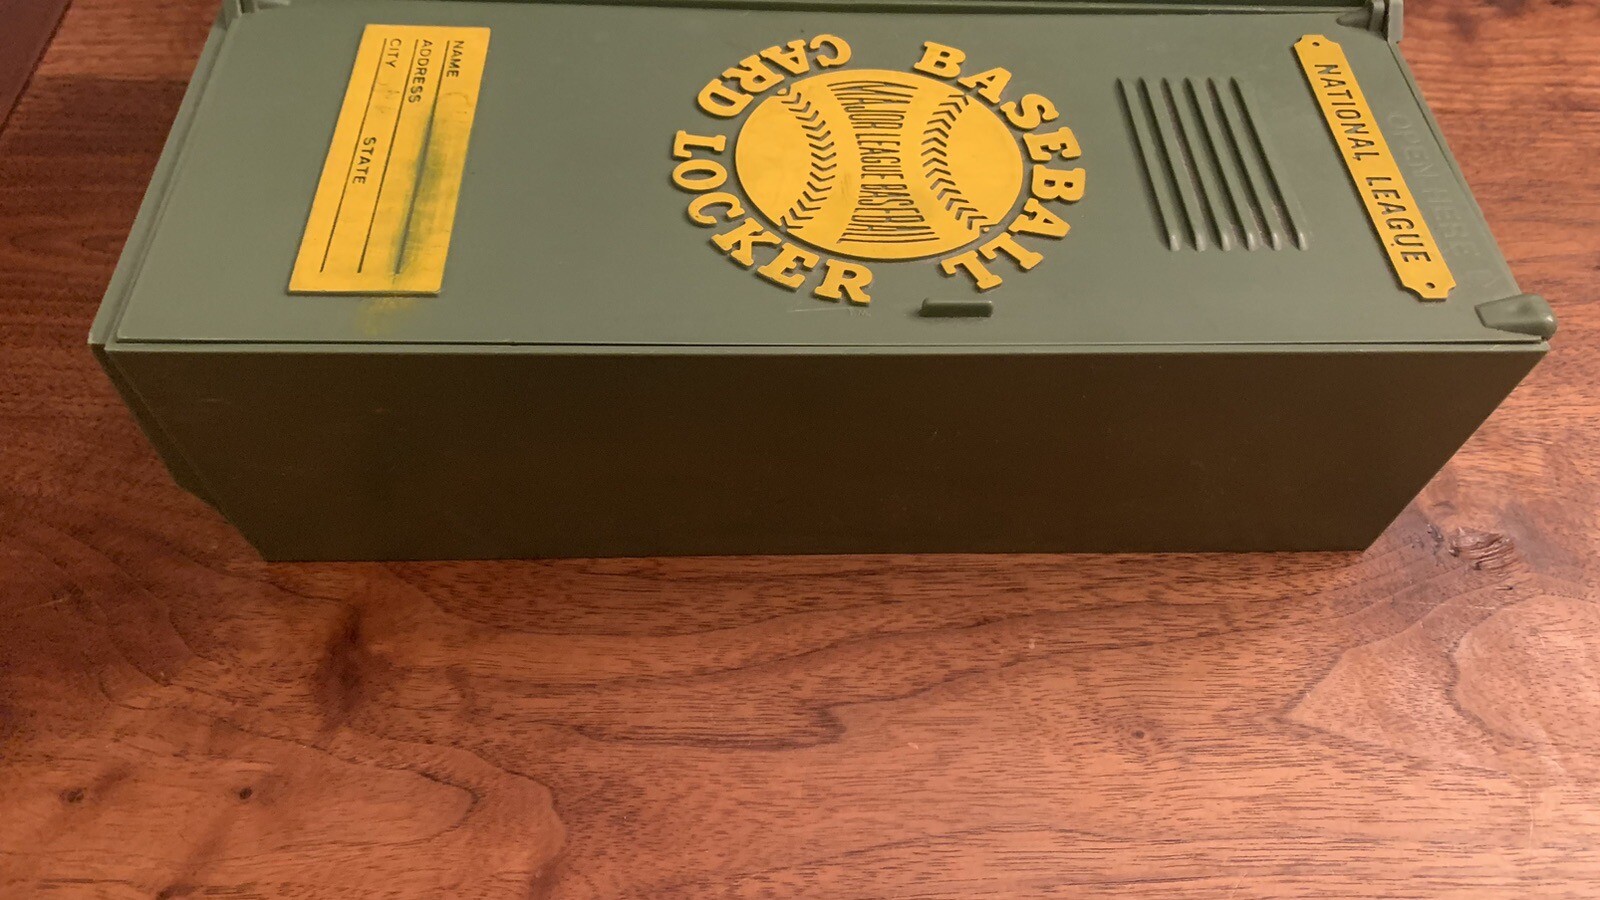 NATIONAL LEAGUE
OPEN HERE
BASEBALL
CARD LOCKER
MAJOR LEAGUE BASEBALL
NAME
ADDRESS
CITY STATE